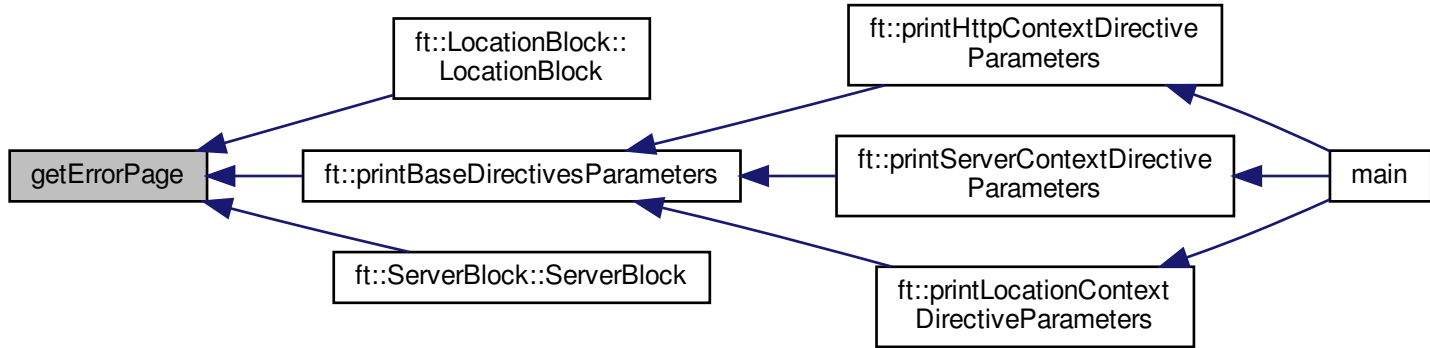 getErrorPage
ft::LocationBlock::
LocationBlock
ft::printBaseDirectivesParameters
ft::ServerBlock::ServerBlock
ft::printHttpContextDirective
Parameters
ft::printServerContextDirective
Parameters
ft::printLocationContext
DirectiveParameters
main